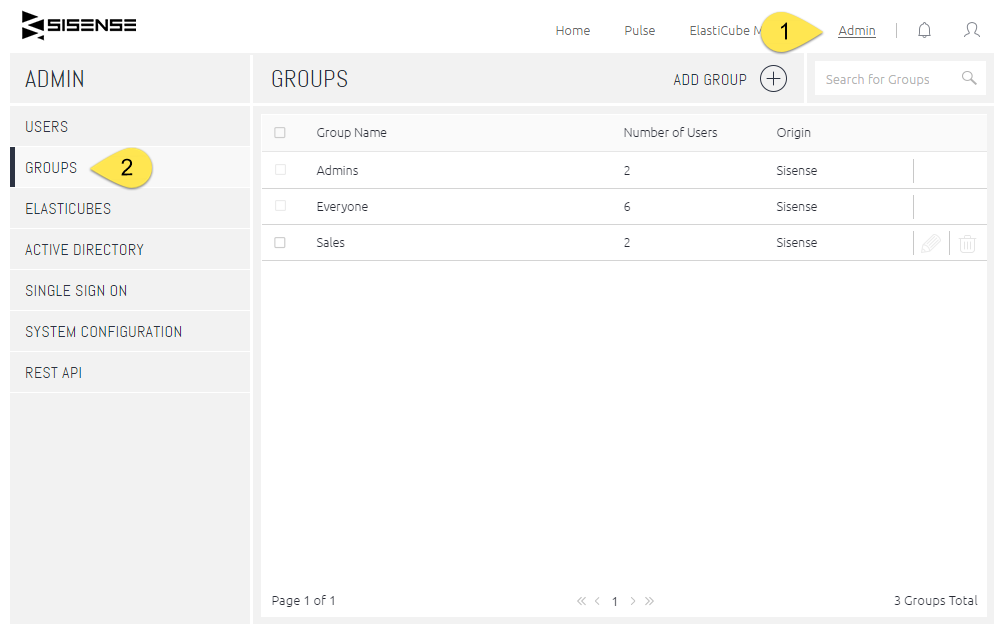 SISENSE
Home Pulse ElastiCube 1 Admin
ADMIN
GROUPS ADD GROUP Search for Groups
USERS
GROUPS 2
ELASTICUBES
ACTIVE DIRECTORY
SINGLE SIGN ON
SYSTEM CONFIGURATION
REST API
Group Name Number of Users Origin
Admins 2 Sisense
Everyone 6 Sisense
Sales 2 Sisense
Page 1 of 1 « < 1 > » 3 Groups Total